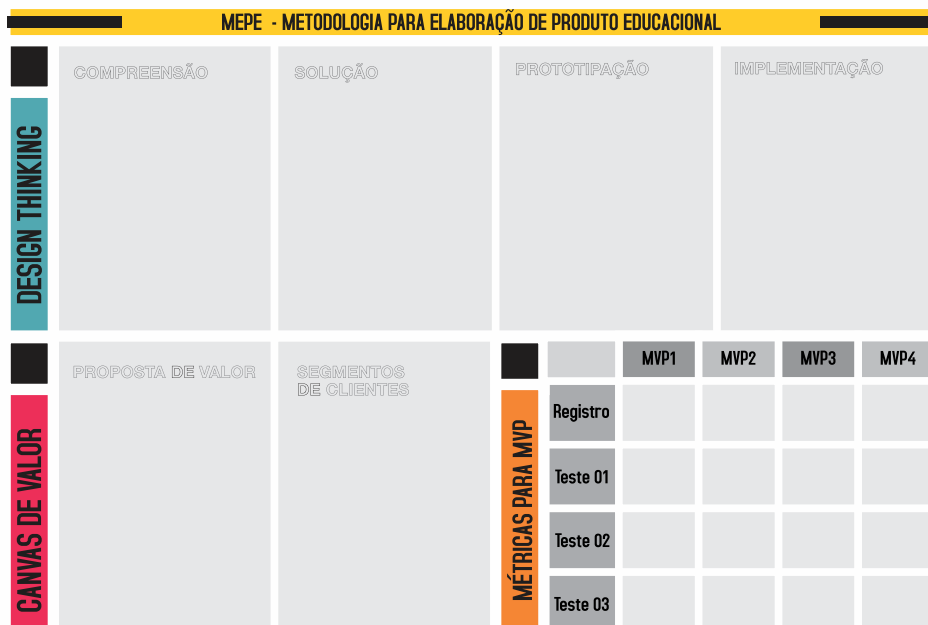 MEPE - METODOLOGIA PARA ELABORAÇÃO DE PRODUTO EDUCACIONAL
DESIGN THINKING
COMPREENSÃO
SOLUÇÃO
PROTOTIPAÇÃO
IMPLEMENTAÇÃO
CANVAS DE VALOR
PROPOSTA DE VALOR
SEGMENTOS
DE CLIENTES
MÉTRICAS PARA MVP
MVP1
MVP2
MVP3
MVP4
Registro
Teste 01
Teste 02
Teste 03